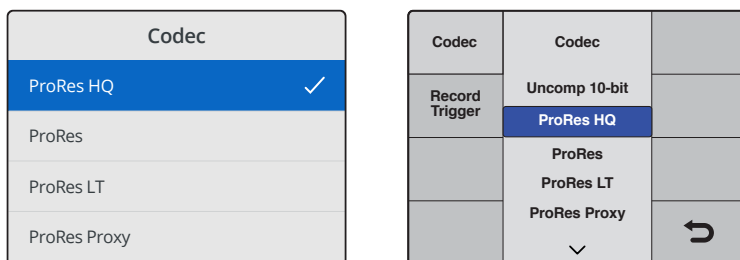 Codec
ProRes HQ
ProRes
ProRes LT
ProRes Proxy
Codec
Record
Trigger
Codec
Uncomp 10-bit
ProRes HQ
ProRes
ProRes LT
ProRes Proxy